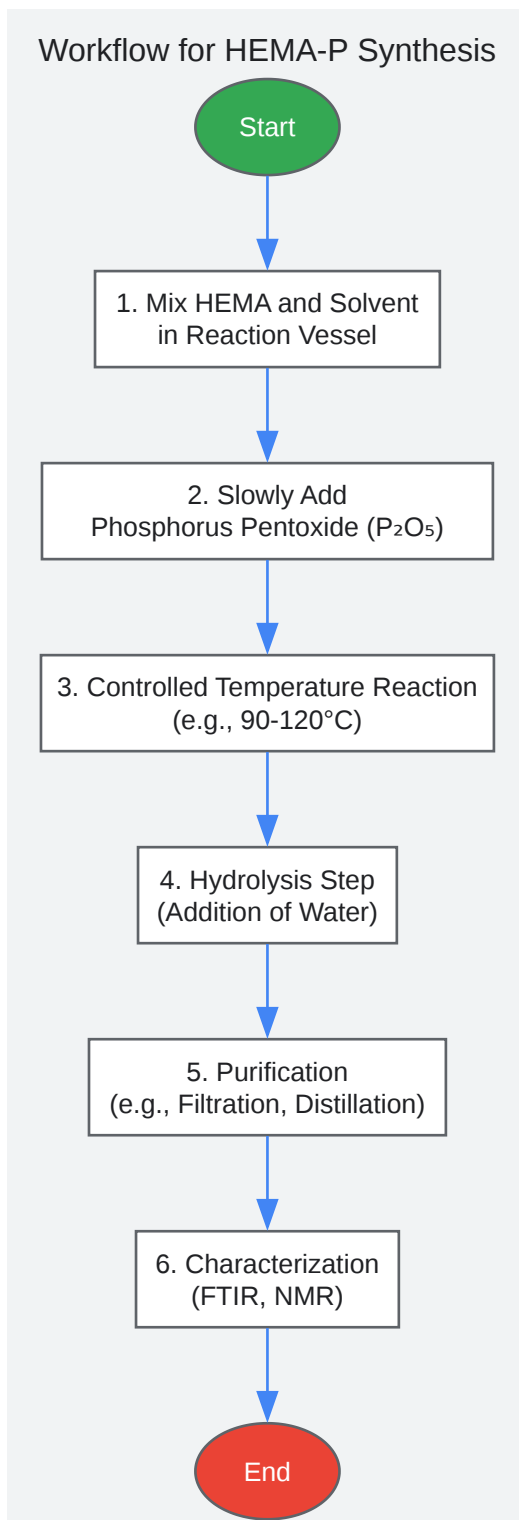 Workflow for HEMA-P Synthesis
Start
1. Mix HEMA and Solvent
in Reaction Vessel
2. Slowly Add
Phosphorus Pentoxide (P₂O₅)
3. Controlled Temperature Reaction
(e.g., 90-120°C)
4. Hydrolysis Step
(Addition of Water)
5. Purification
(e.g., Filtration, Distillation)
6. Characterization
(FTIR, NMR)
End